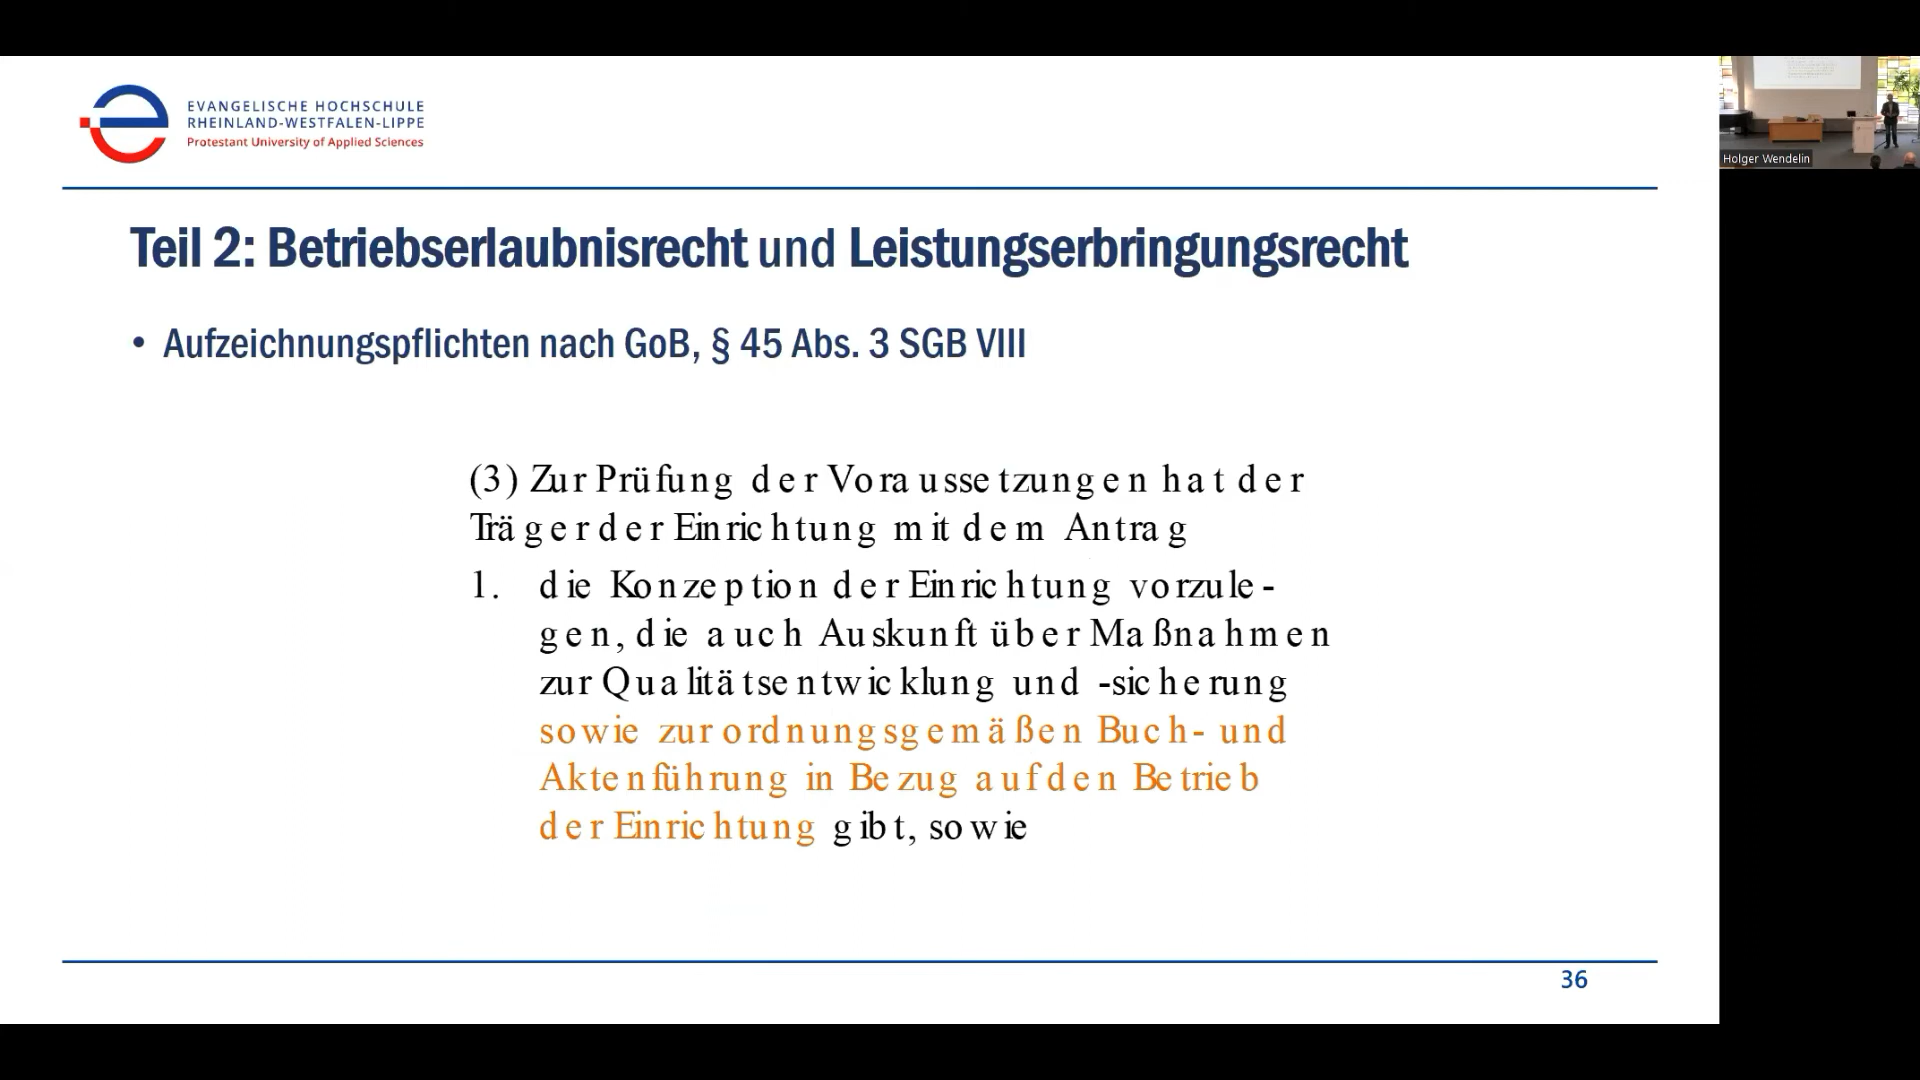 EVANGELISCHE HOCHSCHULE
RHEINLAND-WESTFALEN-LIPPE
Protestant University of Applied Sciences
Holger Wendelin
Teil 2: Betriebserlaubnisrecht und Leistungserbringungsrecht
• Aufzeichnungspflichten nach GoB, § 45 Abs. 3 SGB VIII
(3) Zur Prüfung der Voraussetzungen hat der
Träger der Einrichtung mit dem Antrag
1. die Konzeption der Einrichtung vorzule-
gen, die auch Auskunft über Maßnahmen
zur Qualitätsentwicklung und -sicherung
sowie zur ordnungsgemäßen Buch- und
Aktenführung in Bezug auf den Betrieb
der Einrichtung gibt, sowie
36